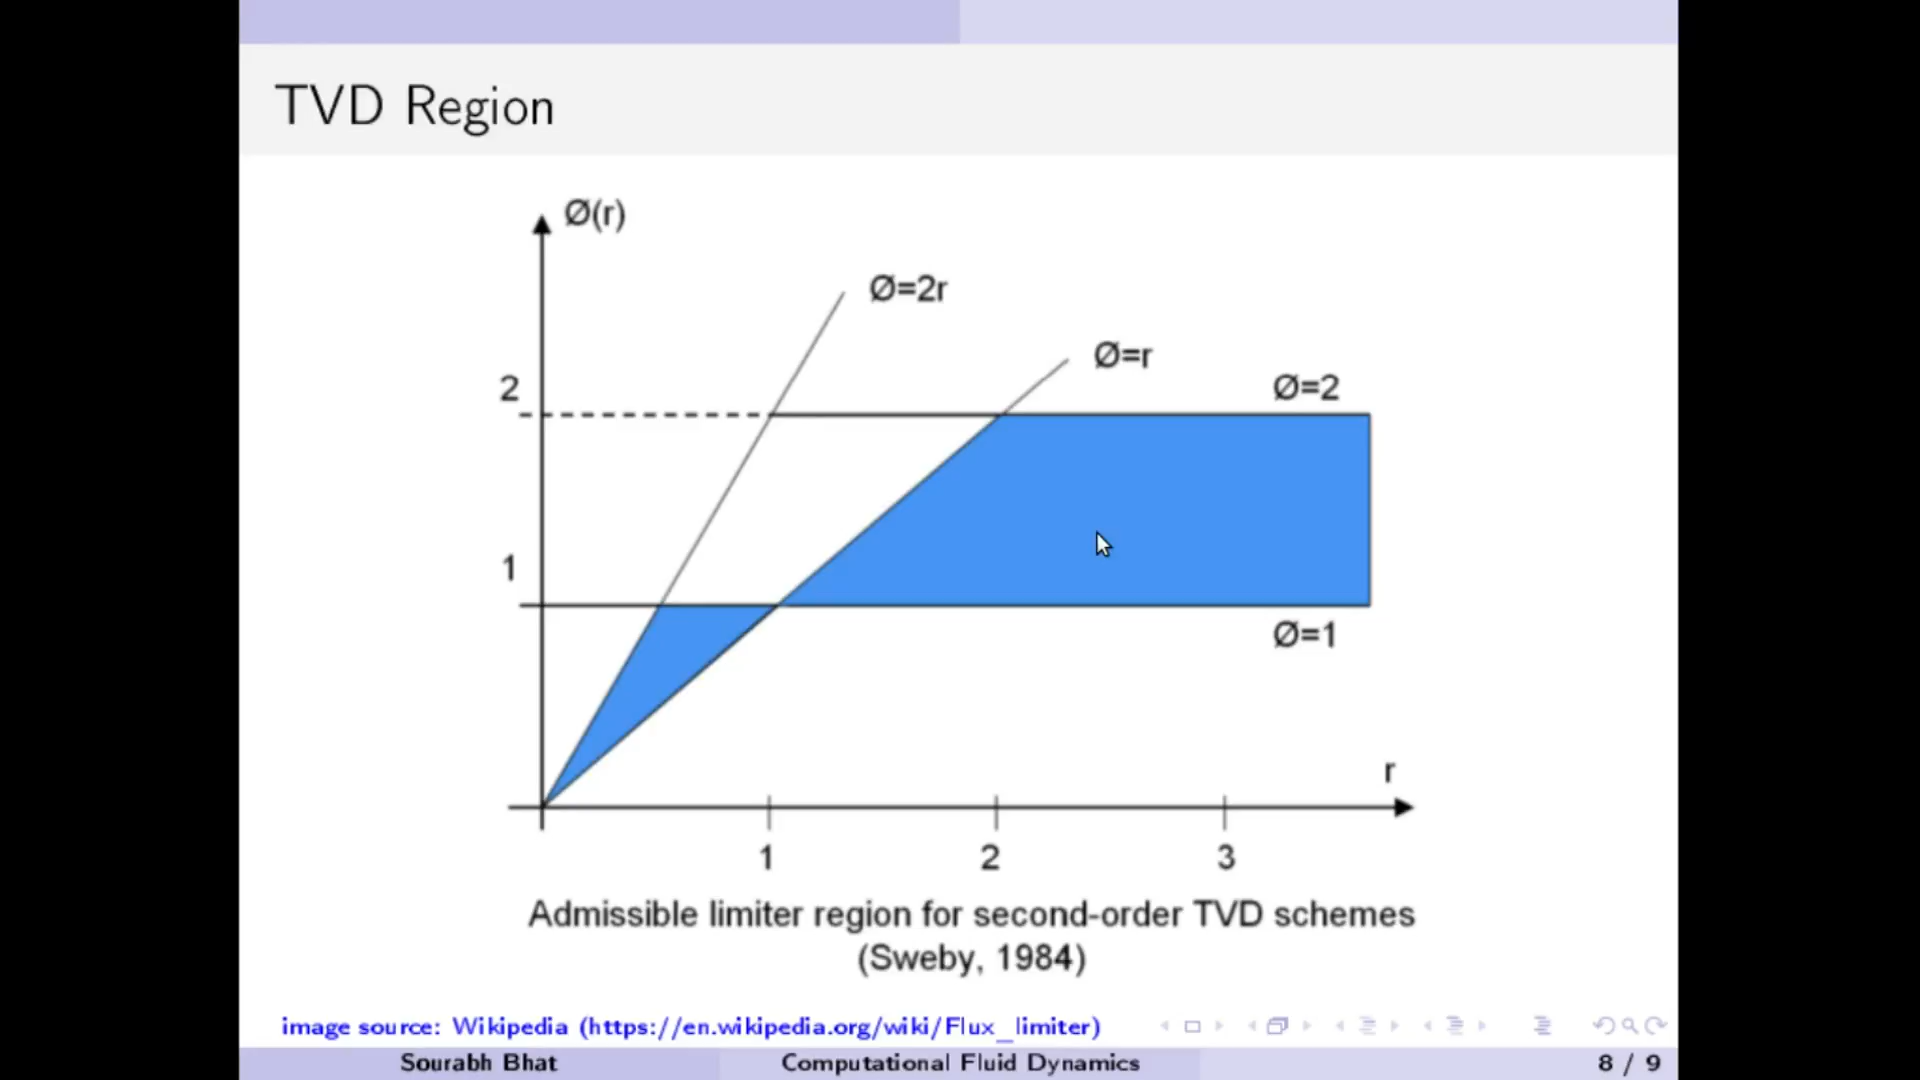 TVD Region
Ø(r)
Ø=2r
Ø=r
2
Ø=2
1
Ø=1
r
1 2 3
Admissible limiter region for second-order TVD schemes
(Sweby, 1984)
image source: Wikipedia (https://en.wikipedia.org/wiki/Flux_limiter)
Sourabh Bhat Computational Fluid Dynamics 8 / 9